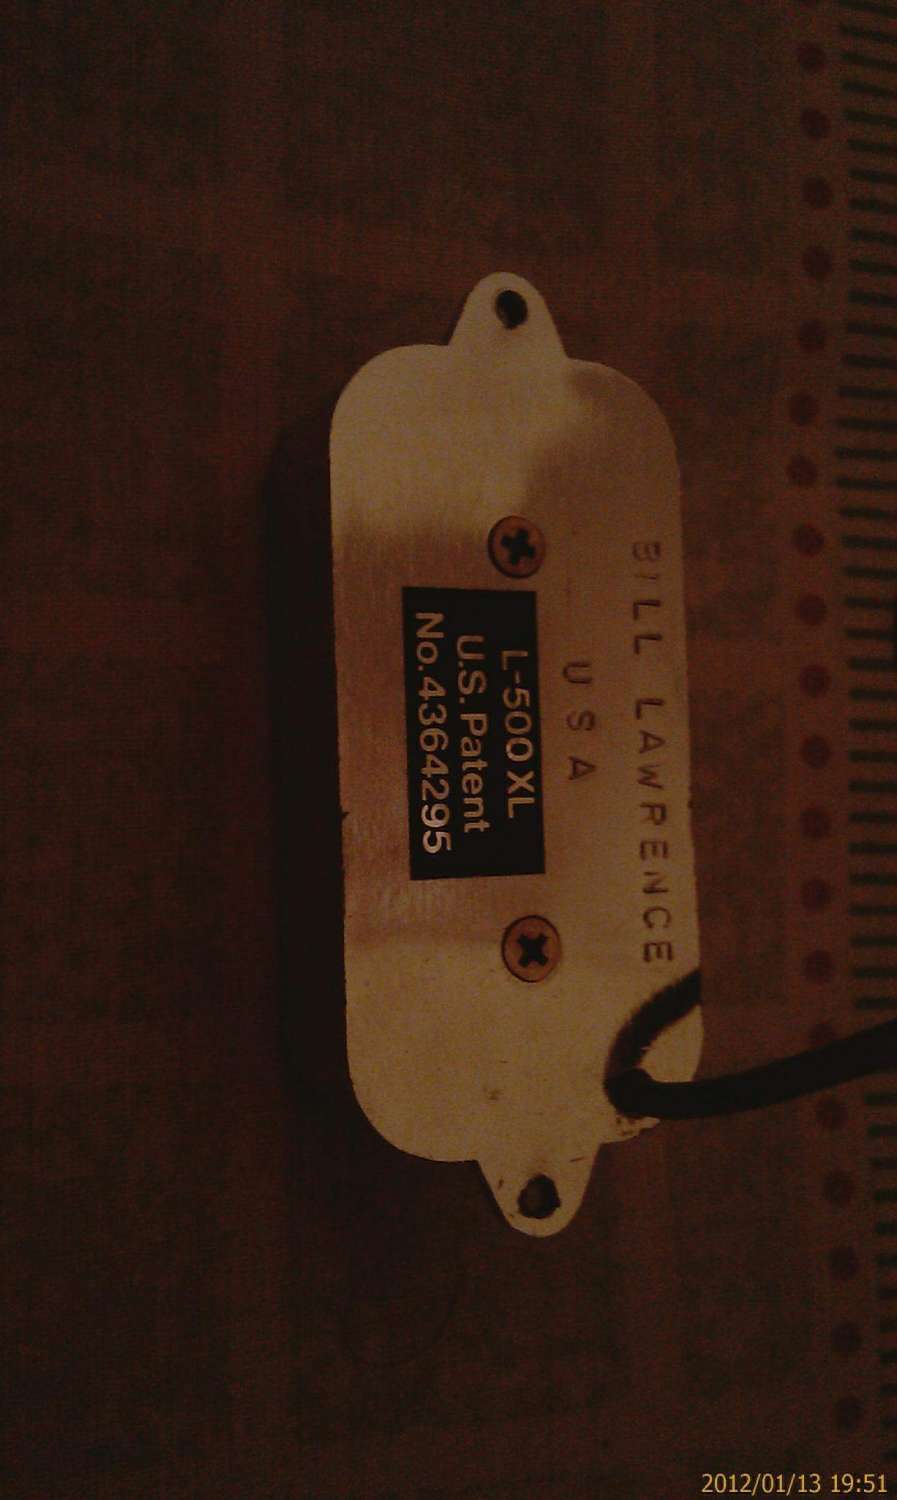 BILL LAWRENCE
USA
L-500 XL
U.S. Patent
No. 4364295
2012/01/13 19:51